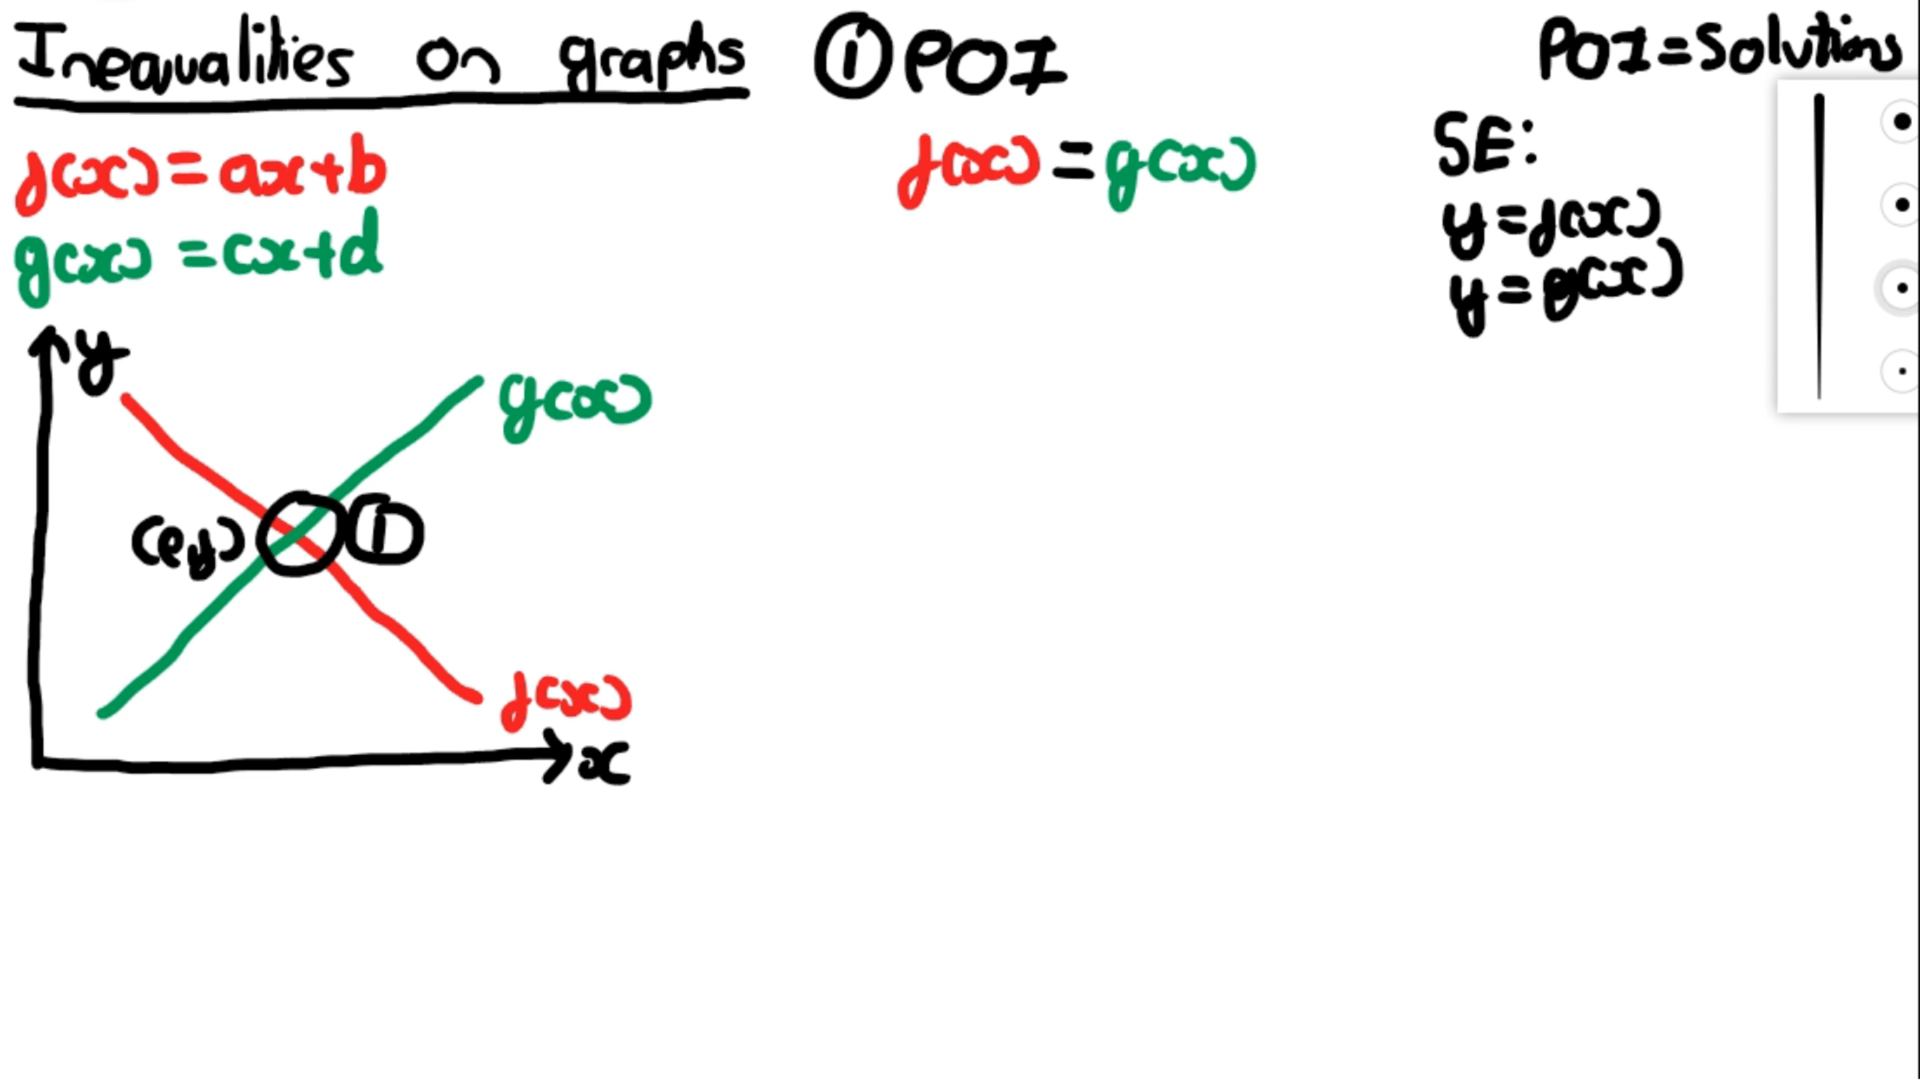 Inequalities on graphs
① POI
POI = Solutions
f(x) = ax+b
g(x) = cx+d
f(x) = g(x)
SE:
y = f(x)
y = g(x)
y
g(x)
(e,y)
①
f(x)
x